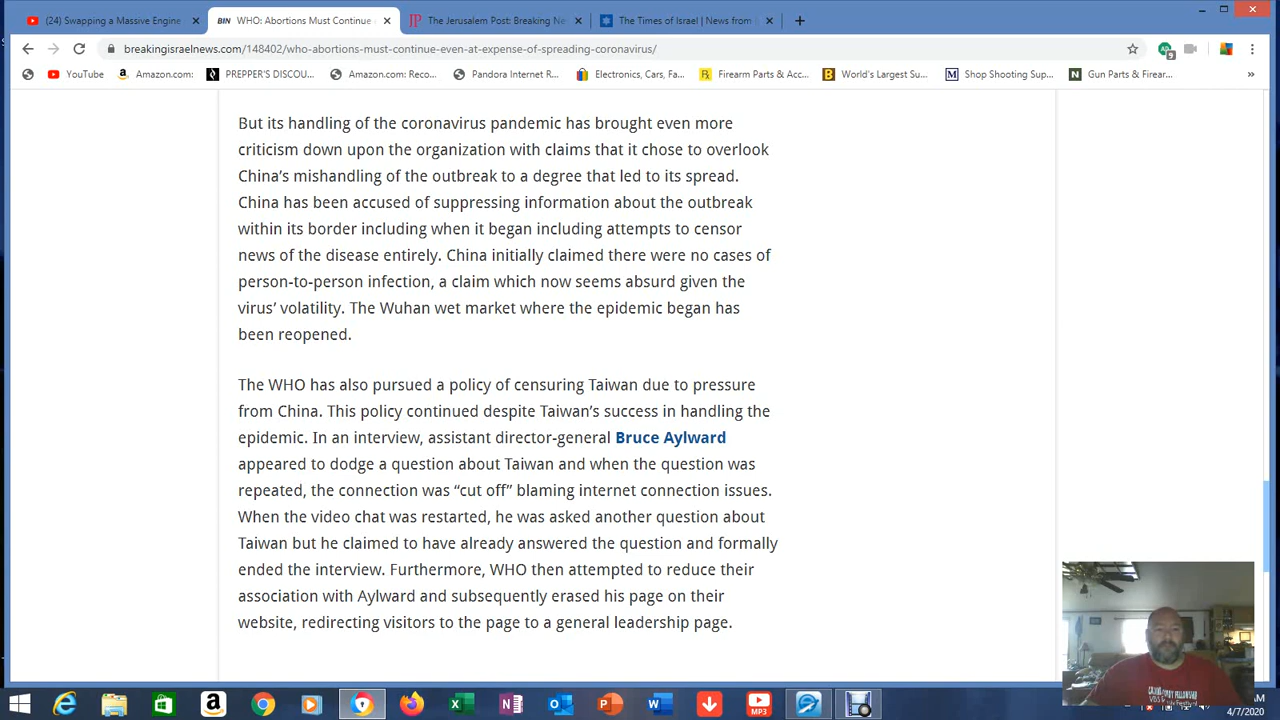 (24) Swapping a Massive Engine
BIN WHO: Abortions Must Continue
The Jerusalem Post: Breaking Ne
The Times of Israel | News from
breakingisraelnews.com/148402/who-abortions-must-continue-even-at-expense-of-spreading-coronavirus/
YouTube
Amazon.com:
PREPPER'S DISCOU...
Amazon.com: Reco...
Pandora Internet R...
Electronics, Cars, Fa...
Firearm Parts & Acc...
World's Largest Su...
Shop Shooting Sup...
Gun Parts & Firear...
But its handling of the coronavirus pandemic has brought even more
criticism down upon the organization with claims that it chose to overlook
China’s mishandling of the outbreak to a degree that led to its spread.
China has been accused of suppressing information about the outbreak
within its border including when it began including attempts to censor
news of the disease entirely. China initially claimed there were no cases of
person-to-person infection, a claim which now seems absurd given the
virus’ volatility. The Wuhan wet market where the epidemic began has
been reopened.
The WHO has also pursued a policy of censuring Taiwan due to pressure
from China. This policy continued despite Taiwan’s success in handling the
epidemic. In an interview, assistant director-general Bruce Aylward
appeared to dodge a question about Taiwan and when the question was
repeated, the connection was “cut off” blaming internet connection issues.
When the video chat was restarted, he was asked another question about
Taiwan but he claimed to have already answered the question and formally
ended the interview. Furthermore, WHO then attempted to reduce their
association with Aylward and subsequently erased his page on their
website, redirecting visitors to the page to a general leadership page.
MP3
4/7/2020